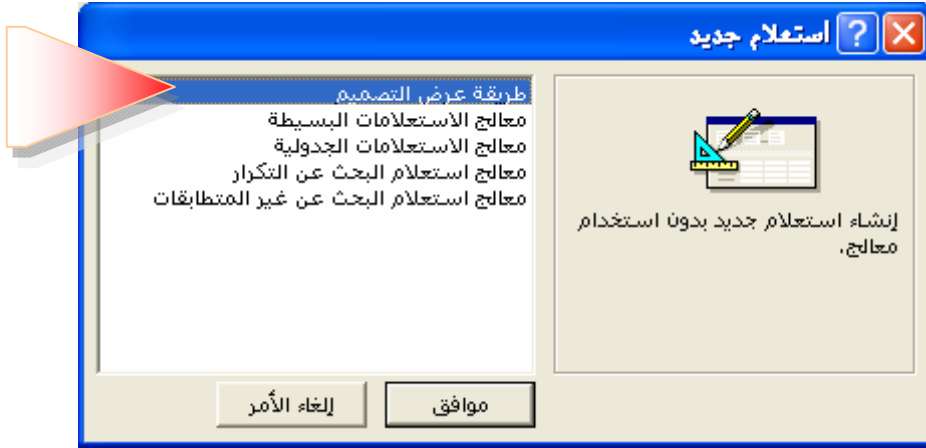 استعلام جديد
طريقة عرض التصميم
معالج الاستعلامات البسيطة
معالج الاستعلامات الجدولية
معالج استعلام البحث عن التكرار
معالج استعلام البحث عن غير المتطابقات
إنشاء استعلام جديد بدون استخدام
معالج.
موافق
إلغاء الأمر